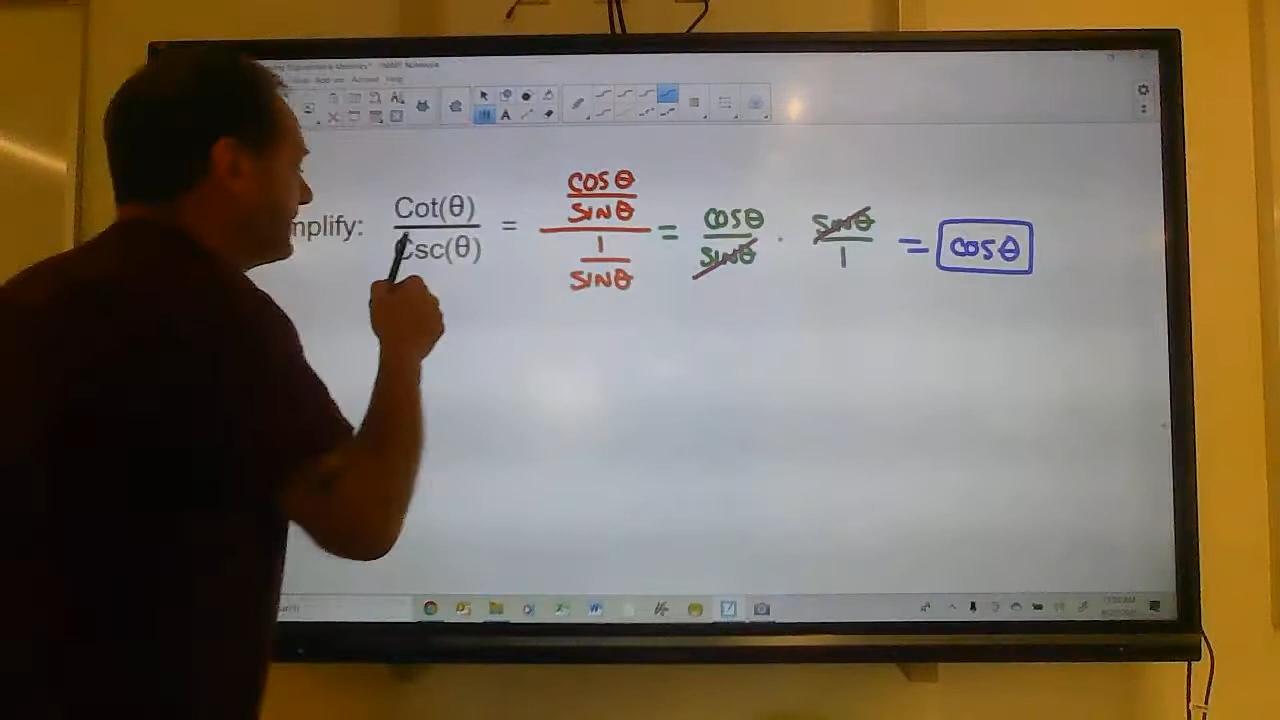 mplify: Cot(θ) / Csc(θ) = cosθ / sinθ / 1 / sinθ = cosθ / sinθ · sinθ / 1 = cosθ